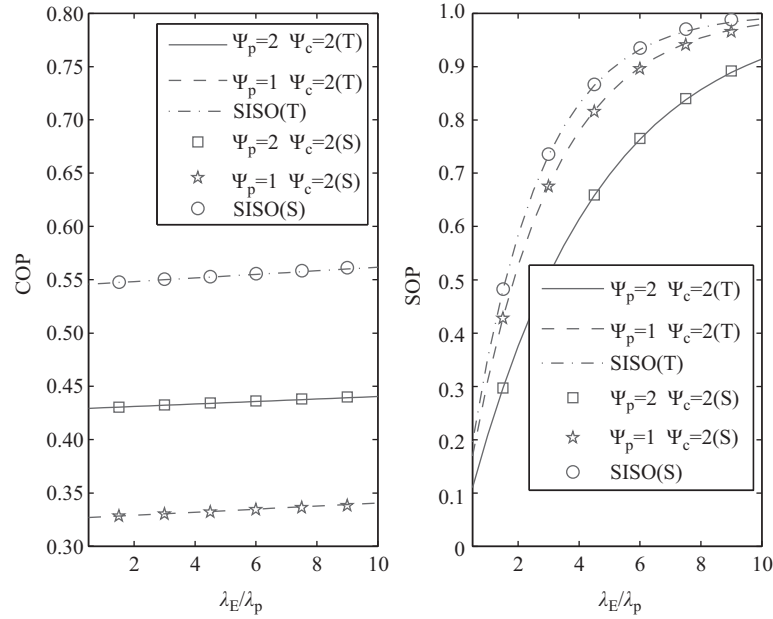 0.80
0.75
0.70
0.65
0.60
0.55
0.50
0.45
0.40
0.33
0.30
COP
2 4 6 8 10
λE/λp
Ψp=2 Ψc=2(T)
Ψp=1 Ψc=2(T)
SISO(T)
Ψp=2 Ψc=2(S)
Ψp=1 Ψc=2(S)
SISO(S)
1.0
0.9
0.8
0.7
0.6
0.5
0.4
0.3
0.2
0.1
0
SOP
2 4 6 8 10
λE/λp
Ψp=2 Ψc=2(T)
Ψp=1 Ψc=2(T)
SISO(T)
Ψp=2 Ψc=2(S)
Ψp=1 Ψc=2(S)
SISO(S)